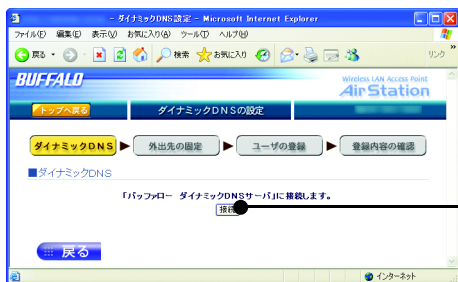 - ダイナミックDNS設定 - Microsoft Internet Explorer
ファイル(F) 編集(E) 表示(V) お気に入り(A) ツール(T) ヘルプ(H)
戻る 検索 お気に入り リンク »
BUFFALO
Wireless LAN Access Point
AirStation
トップへ戻る ダイナミックDNSの設定
ダイナミックDNS 外出先の固定 ユーザの登録 登録内容の確認
■ダイナミックDNS
「バッファロー ダイナミックDNSサーバ」に接続します。
接続
戻る
インターネット